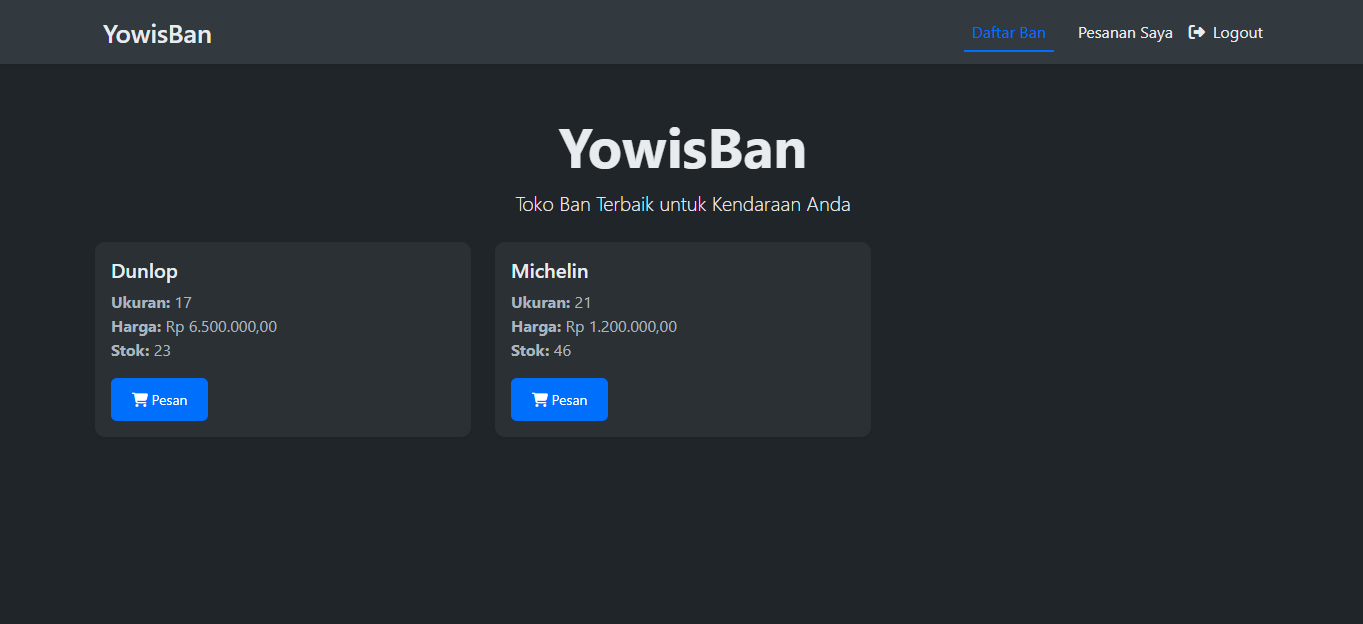 YowisBan
Daftar Ban
Pesanan Saya
Logout
YowisBan
Toko Ban Terbaik untuk Kendaraan Anda
Dunlop
Ukuran: 17
Harga: Rp 6.500.000,00
Stok: 23
Pesan
Michelin
Ukuran: 21
Harga: Rp 1.200.000,00
Stok: 46
Pesan